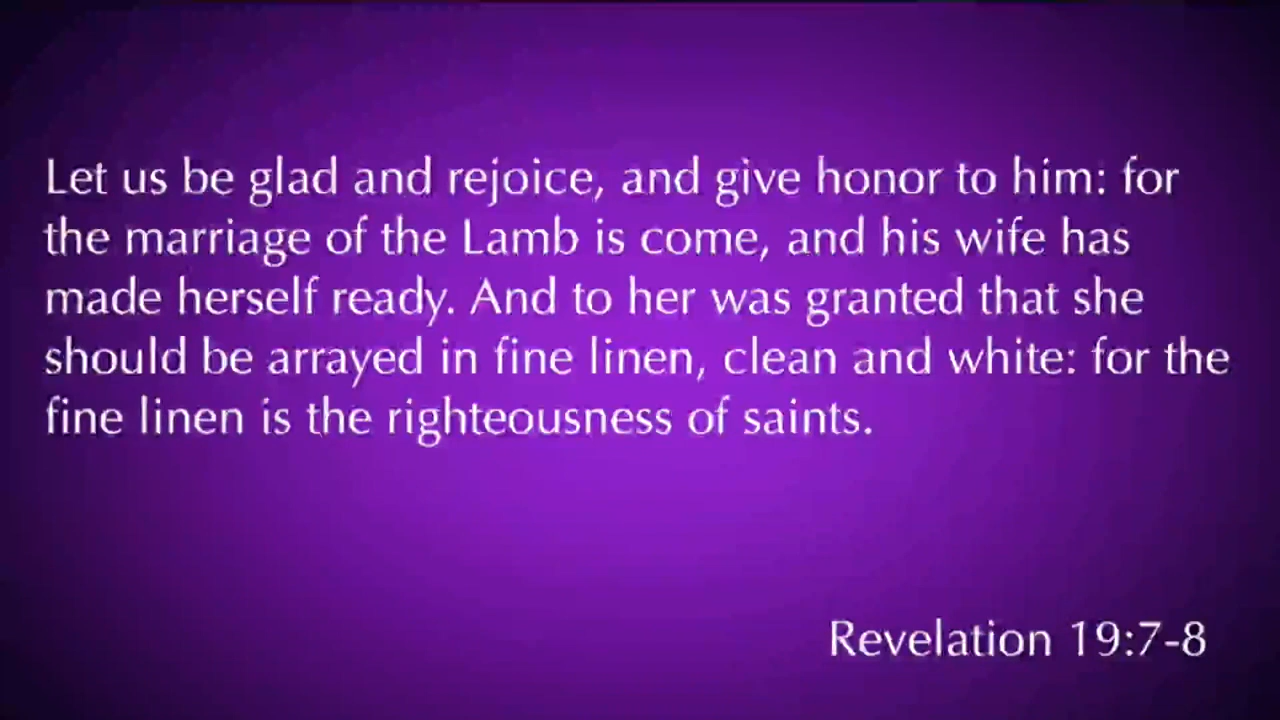 Let us be glad and rejoice, and give honor to him: for
the marriage of the Lamb is come, and his wife has
made herself ready. And to her was granted that she
should be arrayed in fine linen, clean and white: for the
fine linen is the righteousness of saints.
Revelation 19:7-8